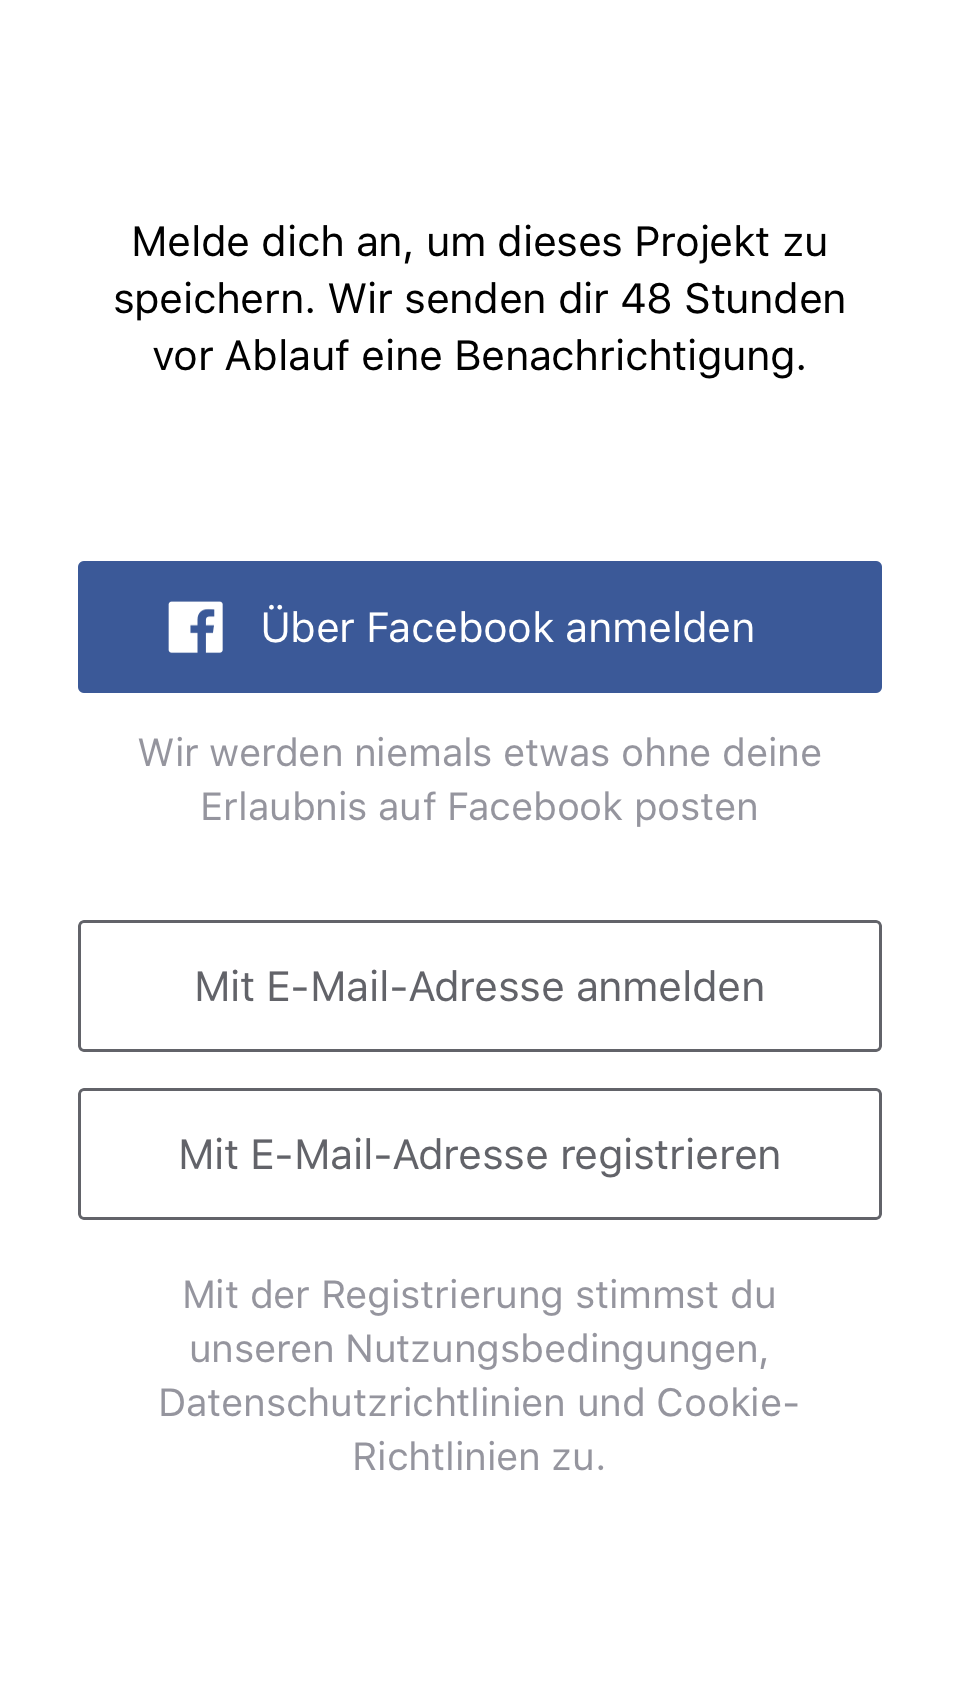 Melde dich an, um dieses Projekt zu
speichern. Wir senden dir 48 Stunden
vor Ablauf eine Benachrichtigung.
Über Facebook anmelden
Wir werden niemals etwas ohne deine
Erlaubnis auf Facebook posten
Mit E-Mail-Adresse anmelden
Mit E-Mail-Adresse registrieren
Mit der Registrierung stimmst du
unseren Nutzungsbedingungen,
Datenschutzrichtlinien und Cookie-
Richtlinien zu.